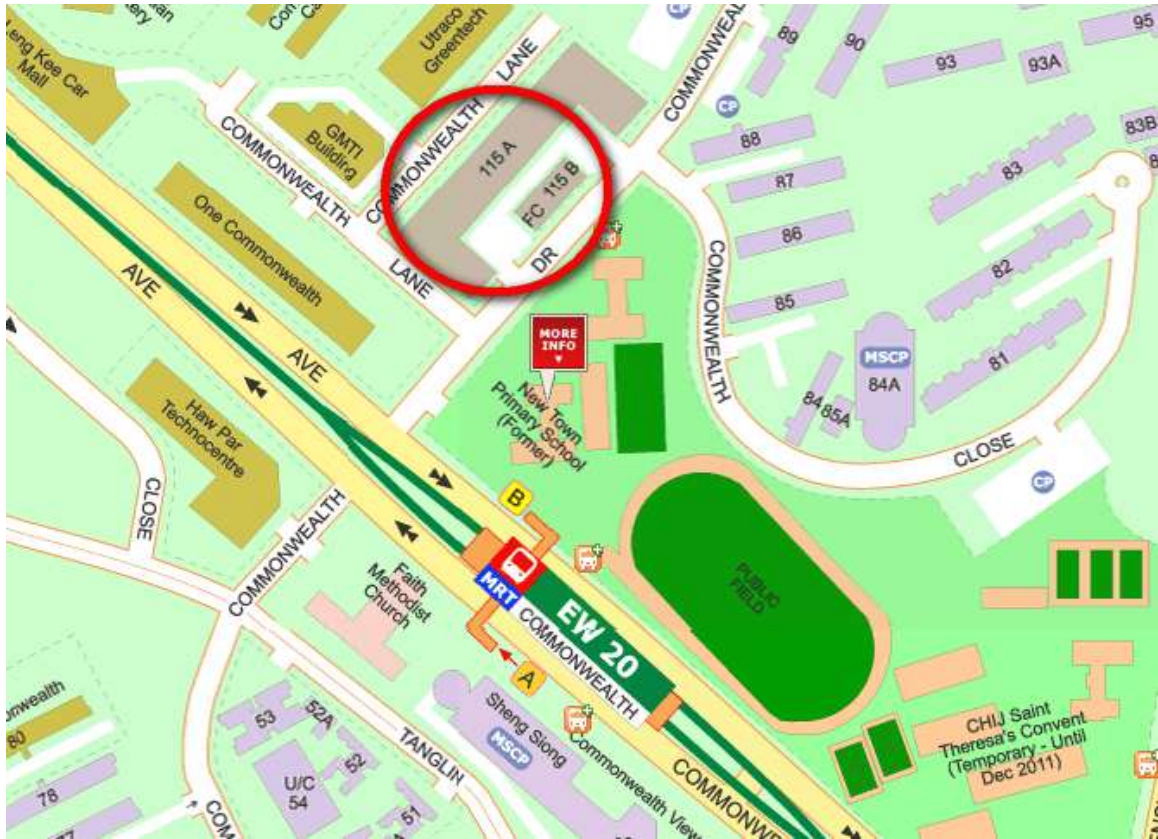 Leng Kee Car
Mall
Utraco
Greentech
CP
COMMONWEALTH
LANE
89
90
93
93A
95
83B
GMTI
Building
COMMONWEALTH
LANE
115 A
FC 115 B
DR
CP
88
87
86
85
83
82
81
One Commonwealth
AVE
AVE
COMMONWEALTH
CLOSE
MORE
INFO
New Town
Primary School
(Former)
84
85A
MSCP
84A
CP
Haw Par
Technocentre
CLOSE
COMMONWEALTH
B
MRT
EW 20
COMMONWEALTH
A
PUBLIC
FIELD
Faith
Methodist
Church
TANGLIN
53
52A
52
51
U/C
54
80
78
Sheng Siong
MSCP
Commonwealth View
CHIJ Saint
Theresa's Convent
(Temporary - Until
Dec 2011)